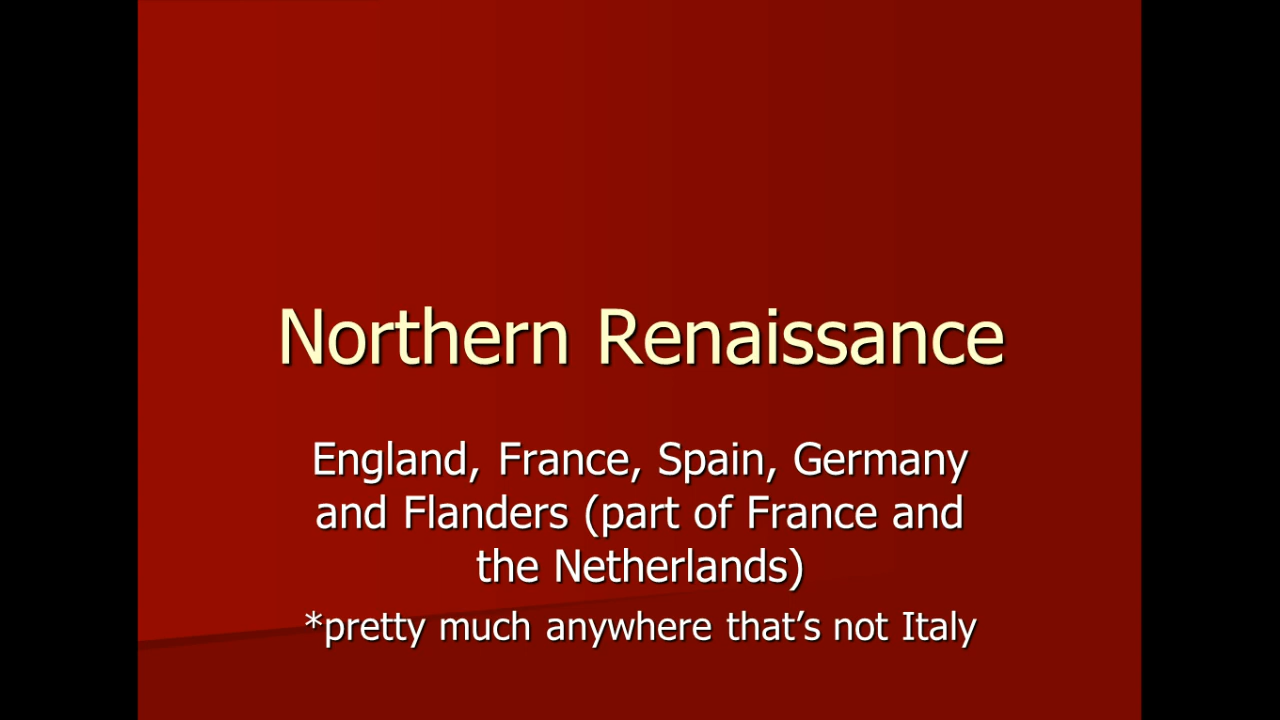 Northern Renaissance
England, France, Spain, Germany
and Flanders (part of France and
the Netherlands)
*pretty much anywhere that’s not Italy